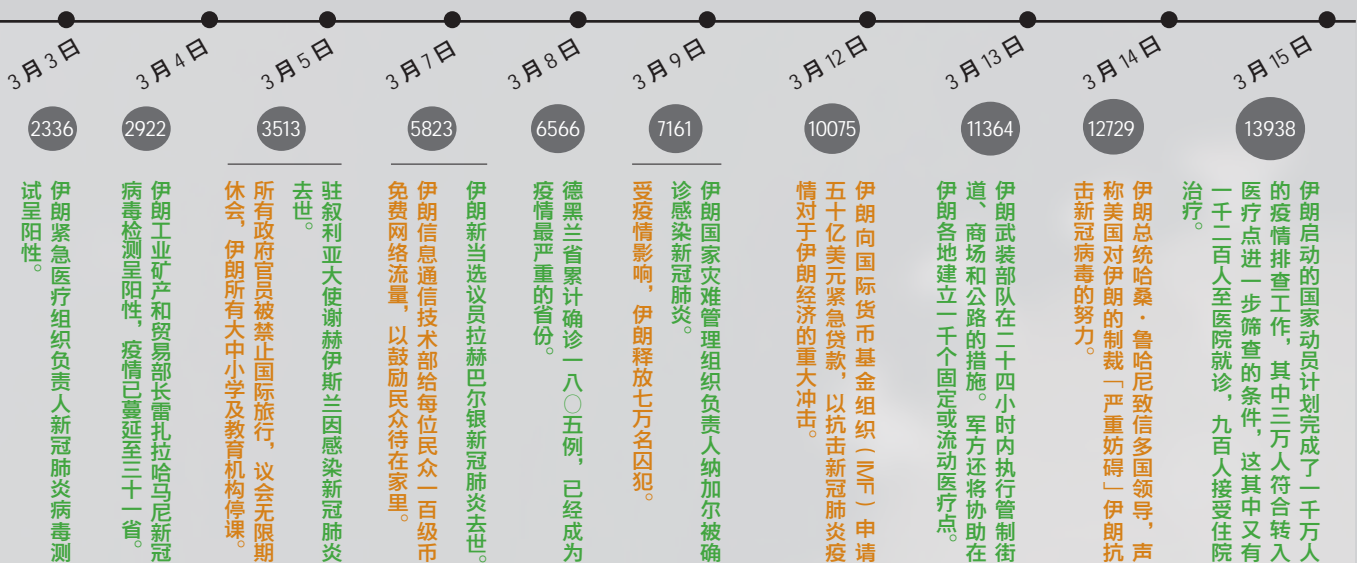 3月3日
2336
伊朗紧急医疗组织负责人新冠肺炎病毒测
试呈阳性。
3月4日
2922
伊朗工业矿产和贸易部长雷扎拉哈马尼新冠
病毒检测呈阳性，疫情已蔓延至三十一省。
3月5日
3513
驻叙利亚大使谢赫伊斯兰因感染新冠肺炎
去世。
所有政府官员被禁止国际旅行，议会无限期
休会，伊朗所有大中小学及教育机构停课。
3月7日
5823
伊朗新当选议员拉赫巴尔银新冠肺炎去世。
伊朗信息通信技术部给每位民众一百级币
免费网络流量，以鼓励民众待在家里。
3月8日
6566
德黑兰省累计确诊一八〇五例，已经成为
疫情最严重的省份。
3月9日
7161
伊朗国家灾难管理组织负责人纳加尔被确
诊感染新冠肺炎。
受疫情影响，伊朗释放七万名囚犯。
3月12日
10075
伊朗向国际货币基金组织（IMF）申请
五十亿美元紧急贷款，以抗击新冠肺炎疫
情对于伊朗经济的重大冲击。
3月13日
11364
伊朗武装部队在二十四小时内执行管制街
道、商场和公路的措施。军方还将协助在
伊朗各地建立一千个固定或流动医疗点。
3月14日
12729
伊朗总统哈桑·鲁哈尼致信多国领导，声
称美国对伊朗的制裁「严重妨碍」伊朗抗
击新冠病毒的努力。
3月15日
13938
伊朗启动的国家动员计划完成了一千万人
的疫情排查工作，其中三万人符合转入
医疗点进一步筛查的条件，这其中又有
一千二百人至医院就诊，九百人接受住院
治疗。